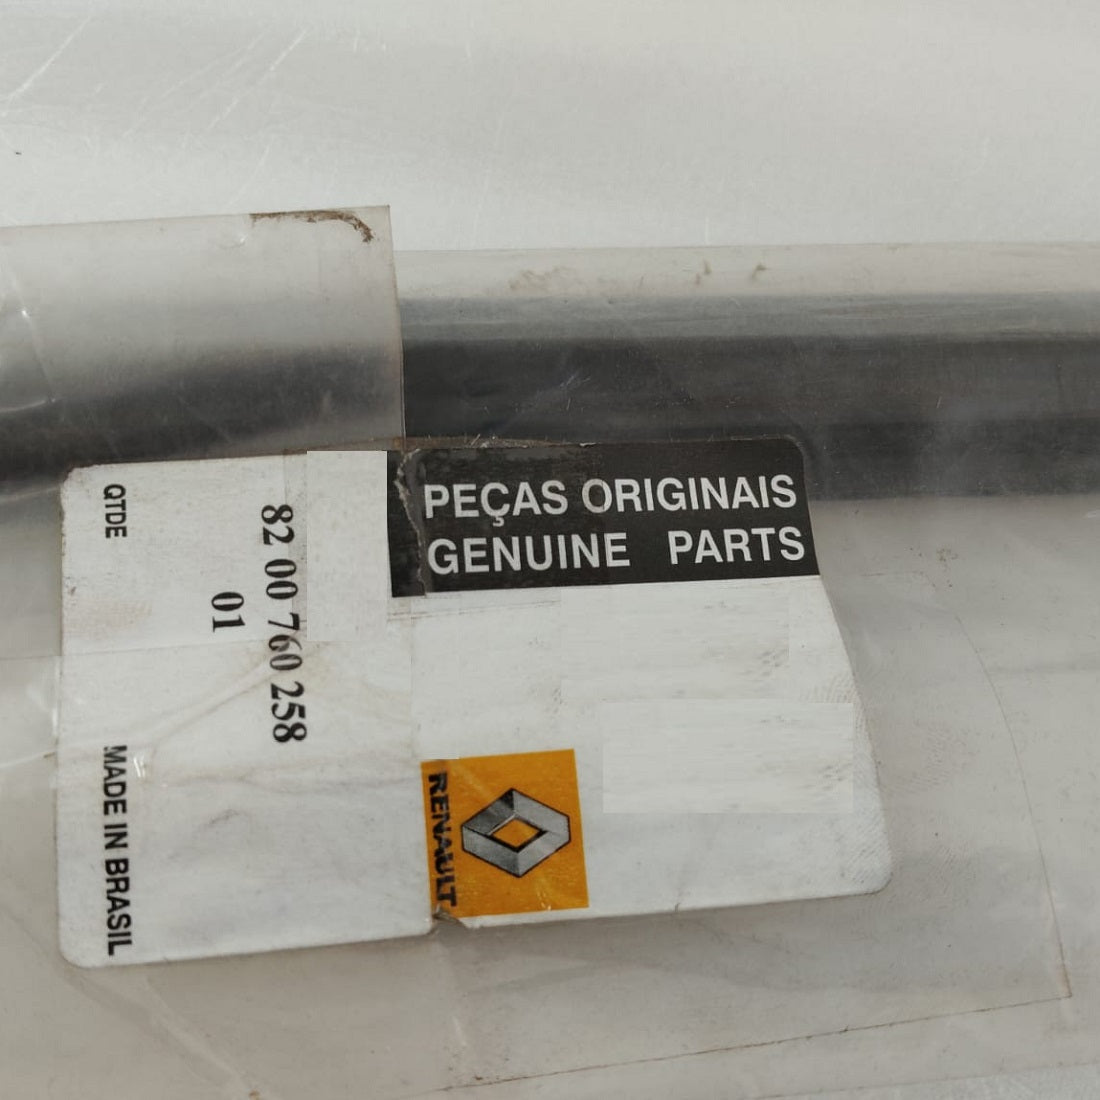 PEÇAS ORIGINAIS
GENUINE PARTS
82 00 760 258
01
QTDE
MADE IN BRASIL
RENAULT